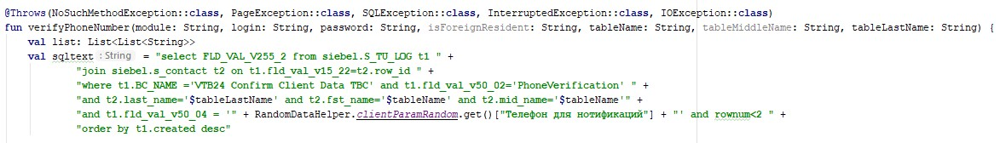 @Throws(NoSuchMethodException::class, PageException::class, SQLException::class, InterruptedException::class, IOException::class)
fun verifyPhoneNumber(module: String, login: String, password: String, isForeignResident: String, tableName: String, tableMiddleName: String, tableLastName: String) {
val list: List<List<String>>
val sqltext : String = "select FLD_VAL_V255_2 from siebel.S_TU_LOG t1 " +
"join siebel.s_contact t2 on t1.fld_val_v15_22=t2.row_id " +
"where t1.BC_NAME ='VTB24 Confirm Client Data TBC' and t1.fld_val_v50_02='PhoneVerification' " +
"and t2.last_name='$tableLastName' and t2.fst_name='$tableName' and t2.mid_name='$tableName'" +
"and t1.fld_val_v50_04 = '" + RandomDataHelper.clientParamRandom.get()["Телефон для нотификаций"] + "' and rownum<2 " +
"order by t1.created desc"